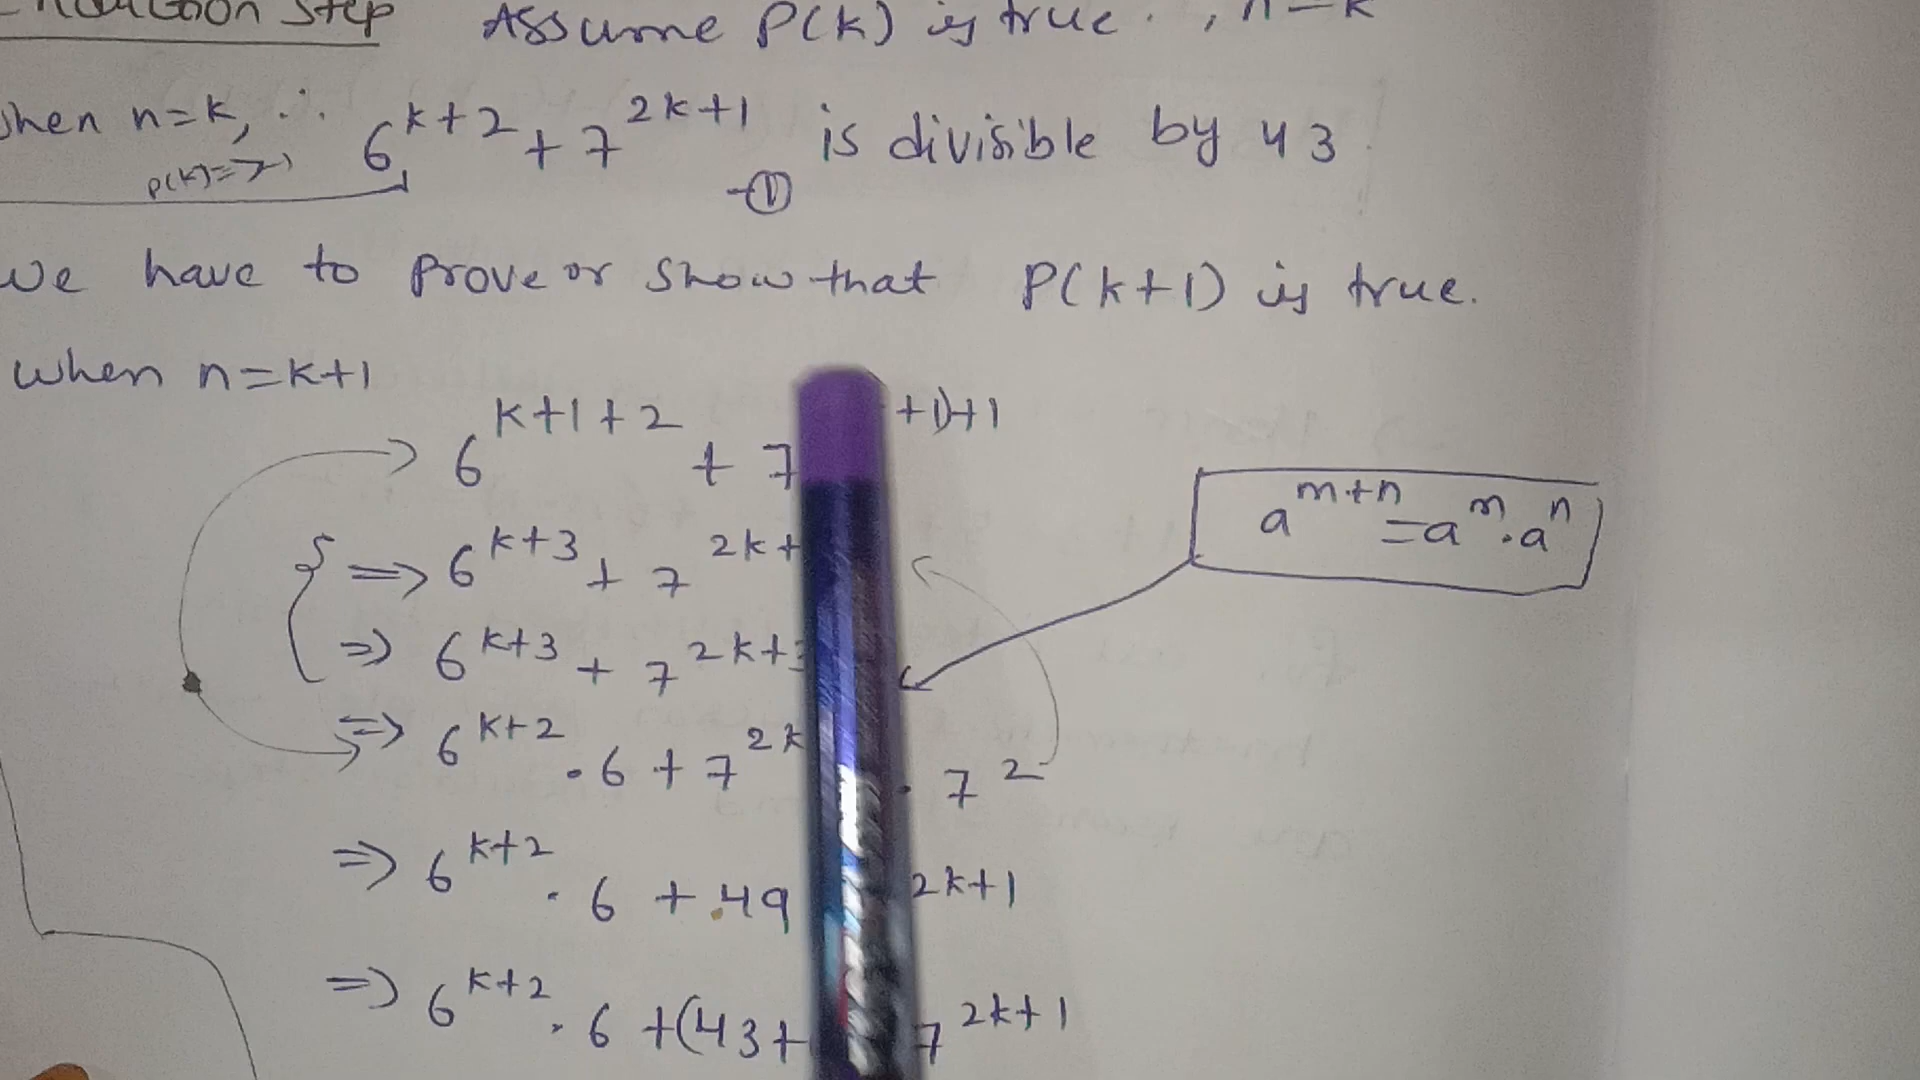 Step Assume P(k) is true. , n=k
when n=k, ∴ 6^{k+2} + 7^{2k+1} is divisible by 43
P(k)=> -①
we have to prove or show that P(k+1) is true.
when n=k+1
6^{k+1+2} + 7 +1)+1
a^{m+n} = a^m . a^n
=> 6^{k+3} + 7^{2k+
=> 6^{k+3} + 7^{2k+3
=> 6^{k+2} . 6 + 7^{2k . 7^2
=> 6^{k+2} . 6 + 49 2k+1
=> 6^{k+2} . 6 + (43+ 7^{2k+1}